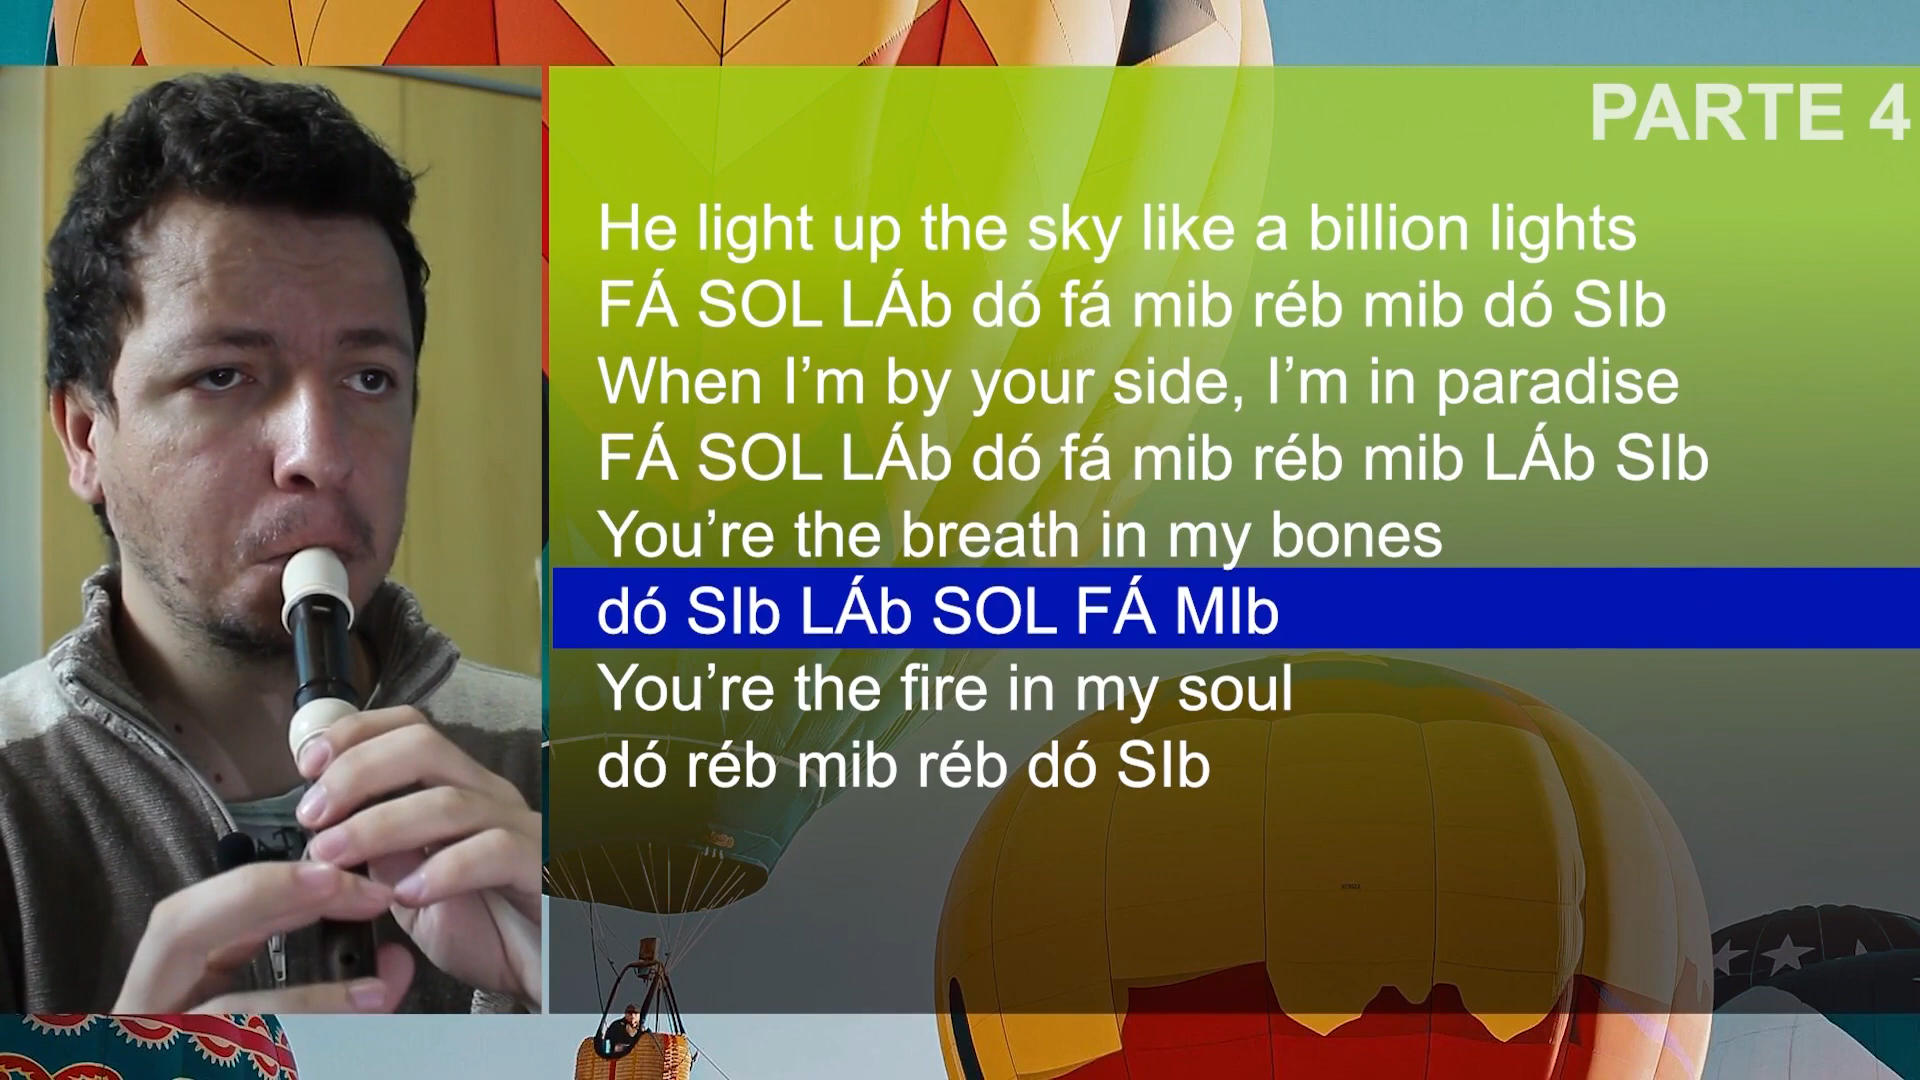 PARTE 4
He light up the sky like a billion lights
FÁ SOL LÁb dó fá mib réb mib dó SIb
When I’m by your side, I’m in paradise
FÁ SOL LÁb dó fá mib réb mib LÁb SIb
You’re the breath in my bones
dó SIb LÁb SOL FÁ MIb
You’re the fire in my soul
dó réb mib réb dó SIb